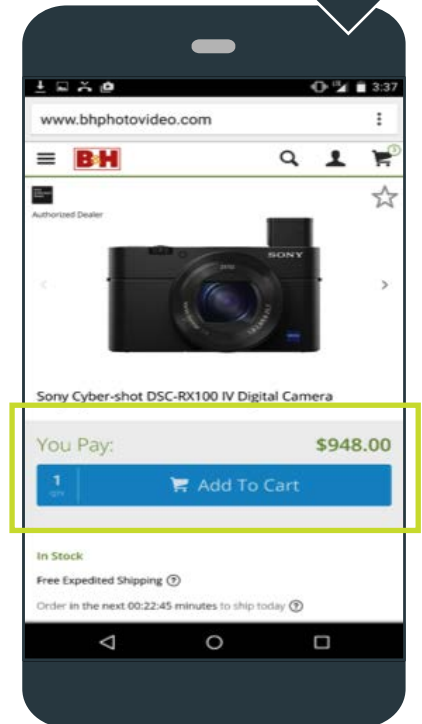 3:37
www.bhphotovideo.com
B&H
Authorized Dealer
SONY
Sony Cyber-shot DSC-RX100 IV Digital Camera
You Pay: $948.00
1
QTY
Add To Cart
In Stock
Free Expedited Shipping ?
Order in the next 00:22:45 minutes to ship today ?